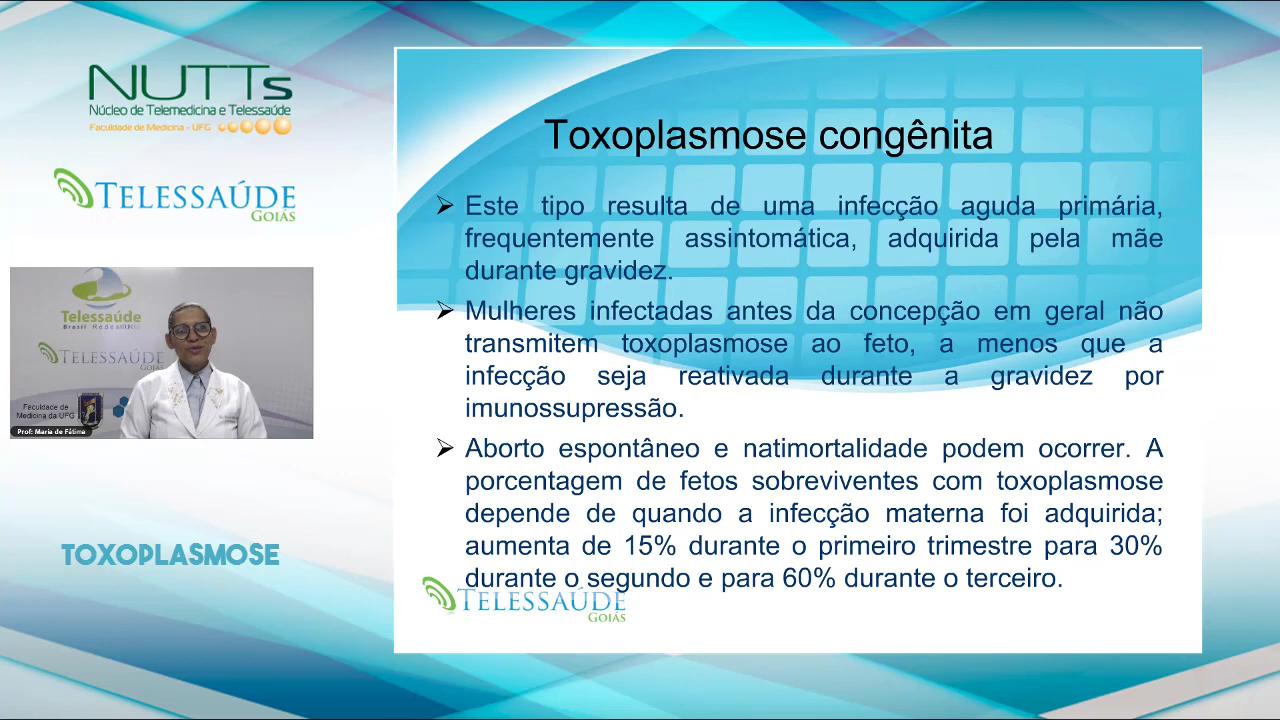 NUTTs
Núcleo de Telemedicina e Telessaúde
Faculdade de Medicina - UFG
TELESSAÚDE
GOIÁS
Telessaúde
TELESSAÚDE
GOIÁS
Faculdade de
Medicina da UFG
Prof: Maria de Fátima
TOXOPLASMOSE
Toxoplasmose congênita
Este tipo resulta de uma infecção aguda primária,
frequentemente assintomática, adquirida pela mãe
durante gravidez.
Mulheres infectadas antes da concepção em geral não
transmitem toxoplasmose ao feto, a menos que a
infecção seja reativada durante a gravidez por
imunossupressão.
Aborto espontâneo e natimortalidade podem ocorrer. A
porcentagem de fetos sobreviventes com toxoplasmose
depende de quando a infecção materna foi adquirida;
aumenta de 15% durante o primeiro trimestre para 30%
durante o segundo e para 60% durante o terceiro.
TELESSAÚDE
GOIÁS